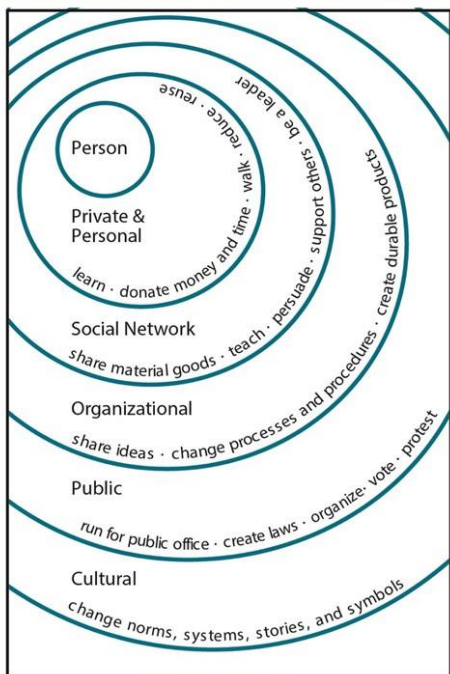 Person
Private &
Personal
learn · donate money and time · walk · reduce · reuse
Social Network
share material goods · teach · persuade · support others · be a leader
Organizational
share ideas · change processes and procedures · create durable products
Public
run for public office · create laws · organize· vote · protest
Cultural
change norms, systems, stories, and symbols